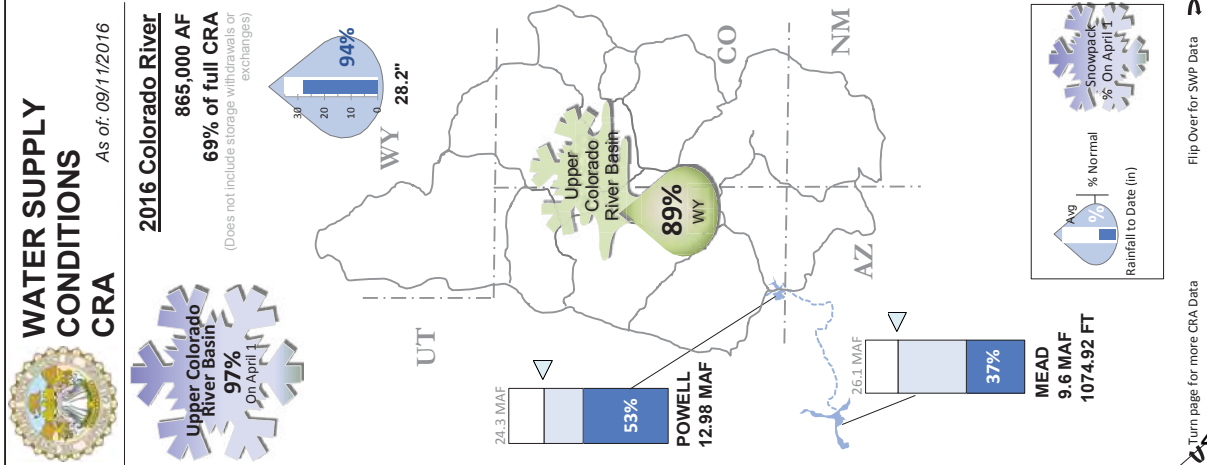 WATER SUPPLY
CONDITIONS
CRA
As of: 09/11/2016
Upper Colorado
River Basin
97%
On April 1
2016 Colorado River
865,000 AF
69% of full CRA
(Does not include storage withdrawals or
exchanges)
30
20
10
0
94%
28.2"
UT
WY
CO
AZ
NM
Upper
Colorado
River Basin
89%
WY
24.3 MAF
53%
POWELL
12.98 MAF
26.1 MAF
37%
MEAD
9.6 MAF
1074.92 FT
Avg
%
% Normal
Rainfall to Date (in)
Snowpack
% On April 1
Turn page for more CRA Data
Flip Over for SWP Data